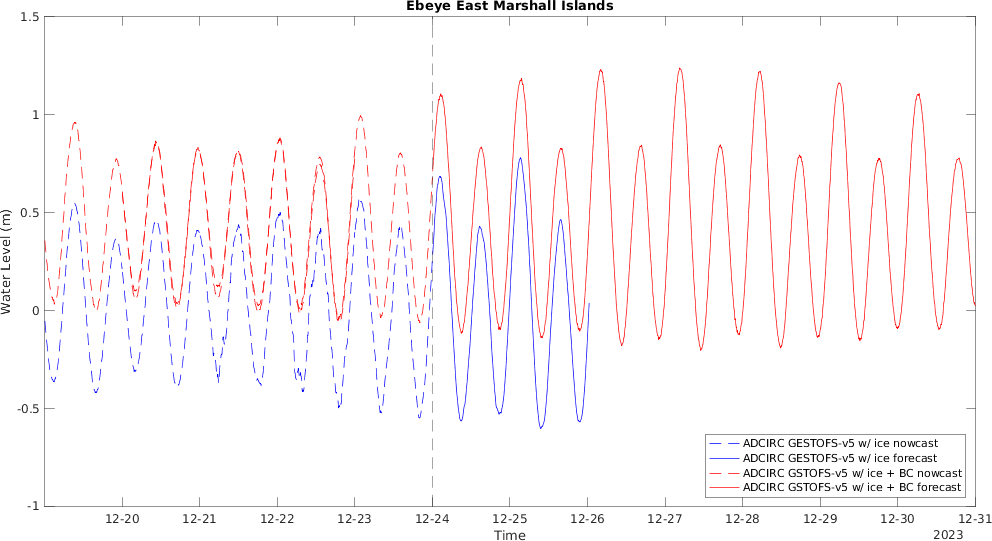 Ebeye East Marshall Islands
1.5
1
0.5
0
-0.5
-1
Water Level (m)
ADCIRC GESTOFS-v5 w/ ice nowcast
ADCIRC GESTOFS-v5 w/ ice forecast
ADCIRC GSTOFS-v5 w/ ice + BC nowcast
ADCIRC GSTOFS-v5 w/ ice + BC forecast
12-20 12-21 12-22 12-23 12-24 12-25 12-26 12-27 12-28 12-29 12-30 12-31
Time
2023